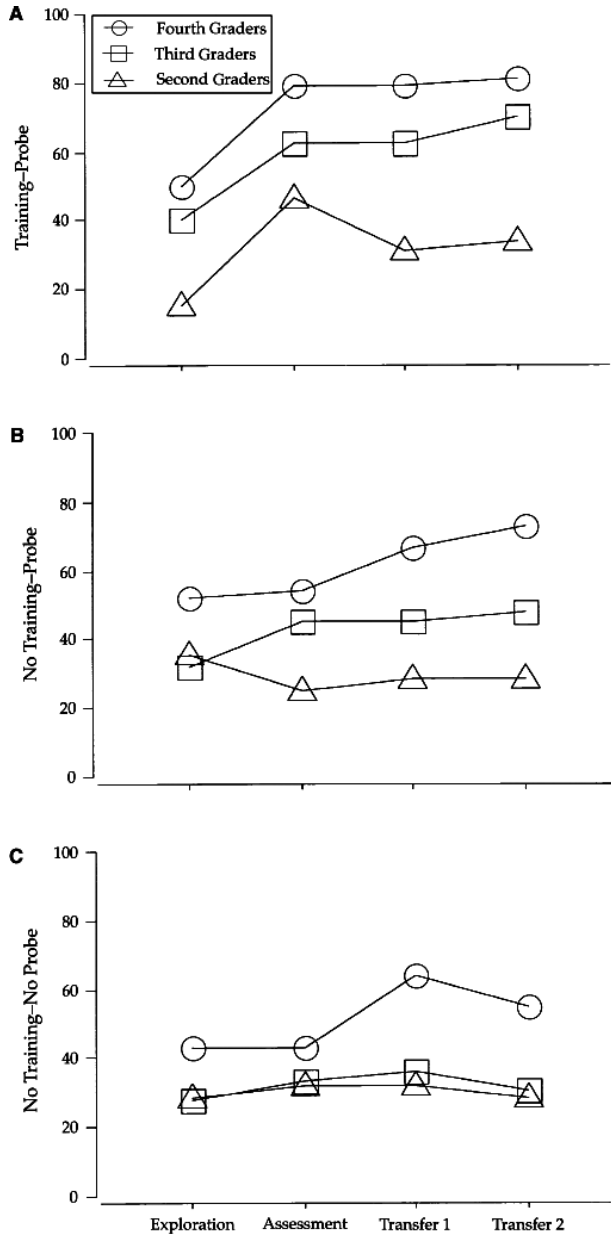 A
Fourth Graders
Third Graders
Second Graders
Training–Probe
100
80
60
40
20
0
B
No Training–Probe
100
80
60
40
20
0
C
No Training–No Probe
100
80
60
40
20
0
Exploration Assessment Transfer 1 Transfer 2